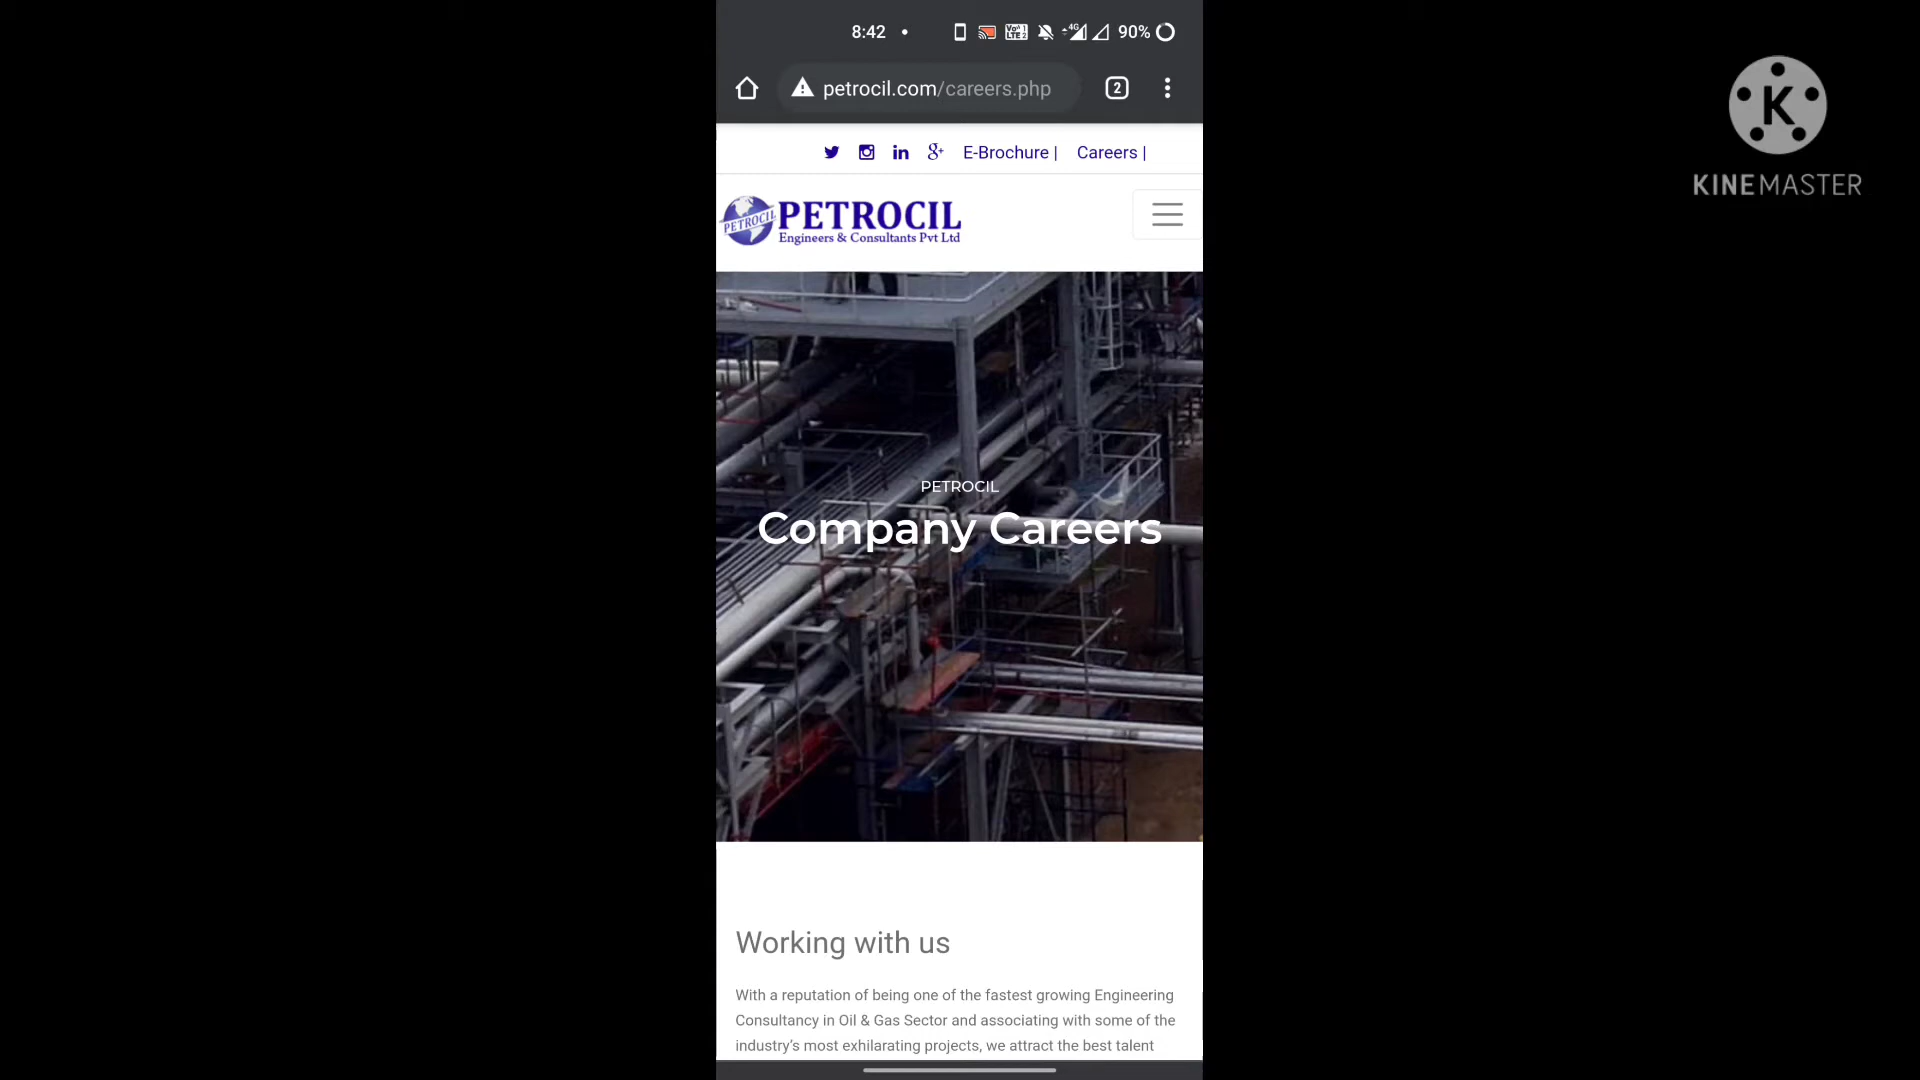 8:42
4G
90%
petrocil.com/careers.php
2
E-Brochure |
Careers |
PETROCIL
PETROCIL
Engineers & Consultants Pvt Ltd
PETROCIL
Company Careers
Working with us
With a reputation of being one of the fastest growing Engineering
Consultancy in Oil & Gas Sector and associating with some of the
industry's most exhilarating projects, we attract the best talent
K
KINEMASTER